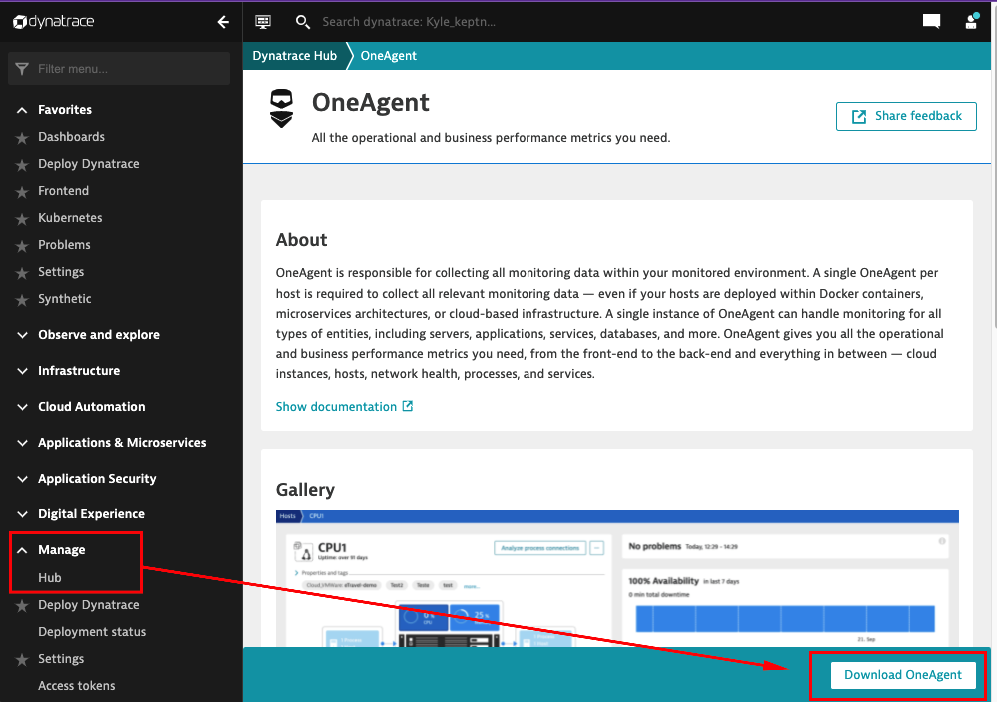 dynatrace
Search dynatrace: Kyle_keptn...
Filter menu...
Favorites
Dashboards
Deploy Dynatrace
Frontend
Kubernetes
Problems
Settings
Synthetic
Observe and explore
Infrastructure
Cloud Automation
Applications & Microservices
Application Security
Digital Experience
Manage
Hub
Deploy Dynatrace
Deployment status
Settings
Access tokens
Dynatrace Hub
OneAgent
OneAgent
All the operational and business performance metrics you need.
Share feedback
About
OneAgent is responsible for collecting all monitoring data within your monitored environment. A single OneAgent per
host is required to collect all relevant monitoring data — even if your hosts are deployed within Docker containers,
microservices architectures, or cloud-based infrastructure. A single instance of OneAgent can handle monitoring for all
types of entities, including servers, applications, services, databases, and more. OneAgent gives you all the operational
and business performance metrics you need, from the front-end to the back-end and everything in between — cloud
instances, hosts, network health, processes, and services.
Show documentation
Gallery
Hosts
CPU1
CPU1
Uptime: over 91 days
Analyze process connections
...
Properties and tags
Test2
test
more...
0 %
CPU
25 %
No problems Today, 12:29 - 14:29
100% Availability in last 7 days
0 min total downtime
21. Sep
Download OneAgent